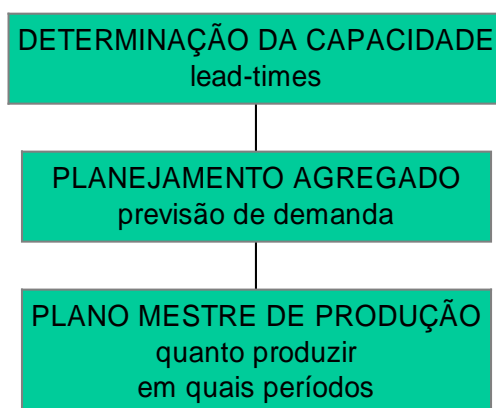 DETERMINAÇÃO DA CAPACIDADE
lead-times
PLANEJAMENTO AGREGADO
previsão de demanda
PLANO MESTRE DE PRODUÇÃO
quanto produzir
em quais períodos